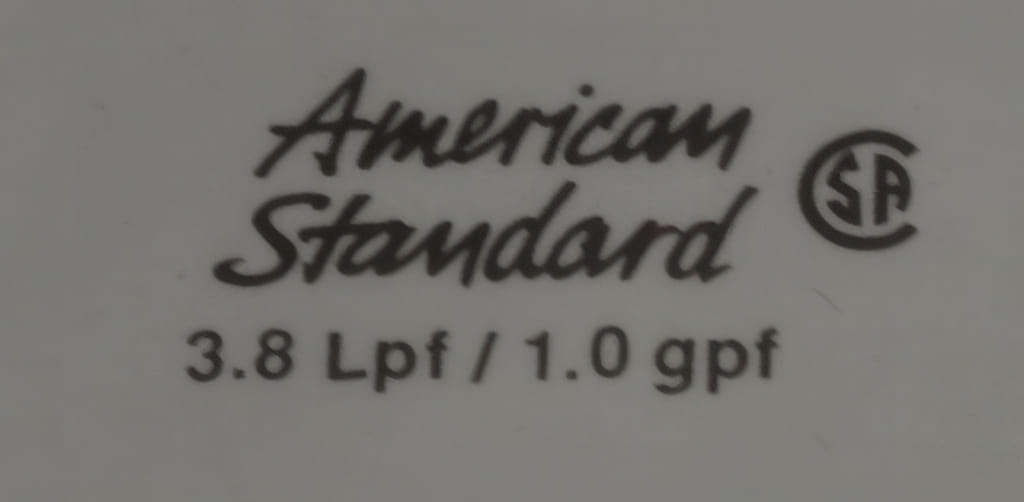 American
Standard
CSA
3.8 Lpf / 1.0 gpf